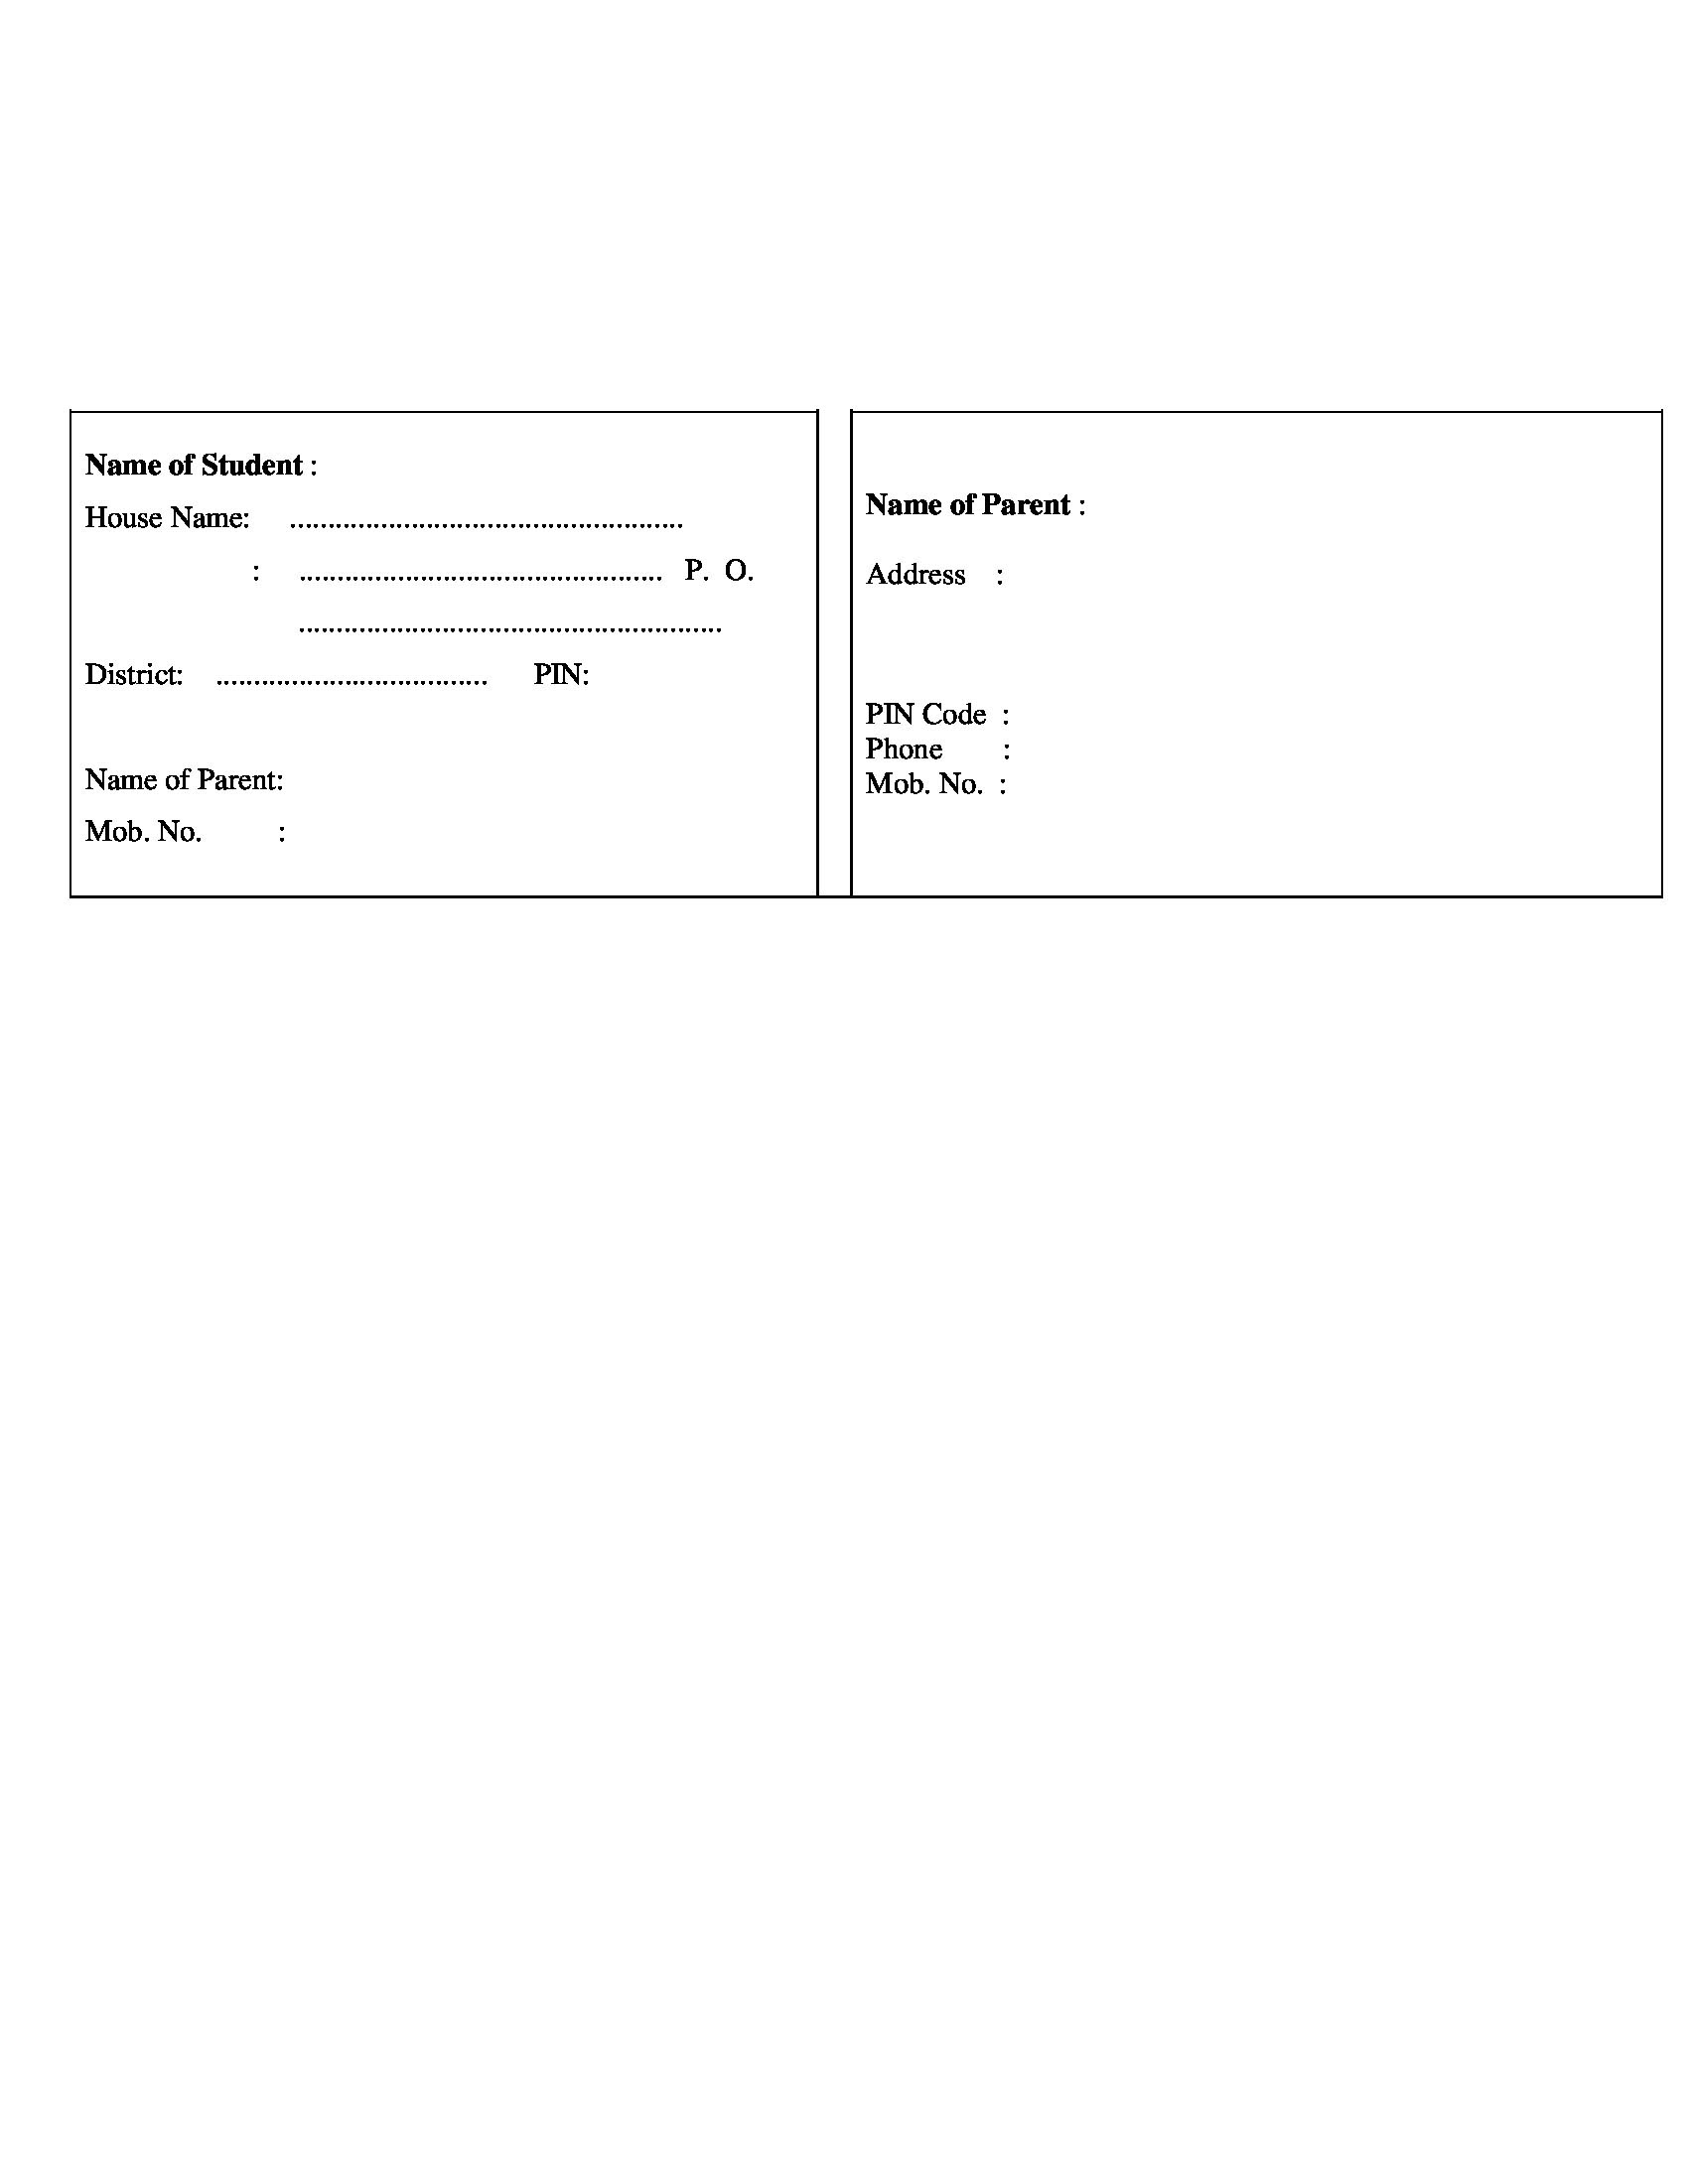 Name of Student :
House Name: ....................................................
: ................................................ P. O.
........................................................
District: .................................... PIN:
Name of Parent:
Mob. No. :
Name of Parent :
Address :
PIN Code :
Phone :
Mob. No. :